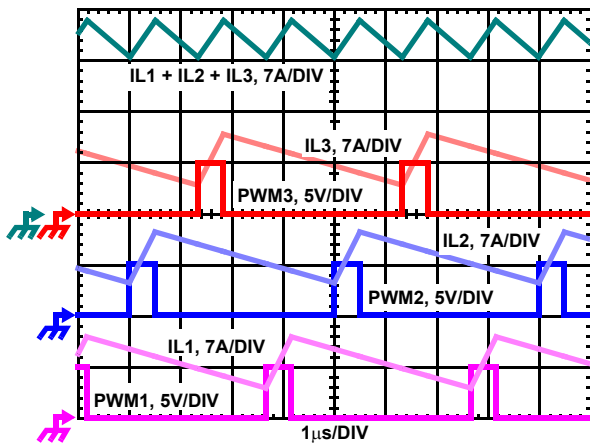 IL1 + IL2 + IL3, 7A/DIV
IL3, 7A/DIV
PWM3, 5V/DIV
IL2, 7A/DIV
PWM2, 5V/DIV
IL1, 7A/DIV
PWM1, 5V/DIV
1μs/DIV